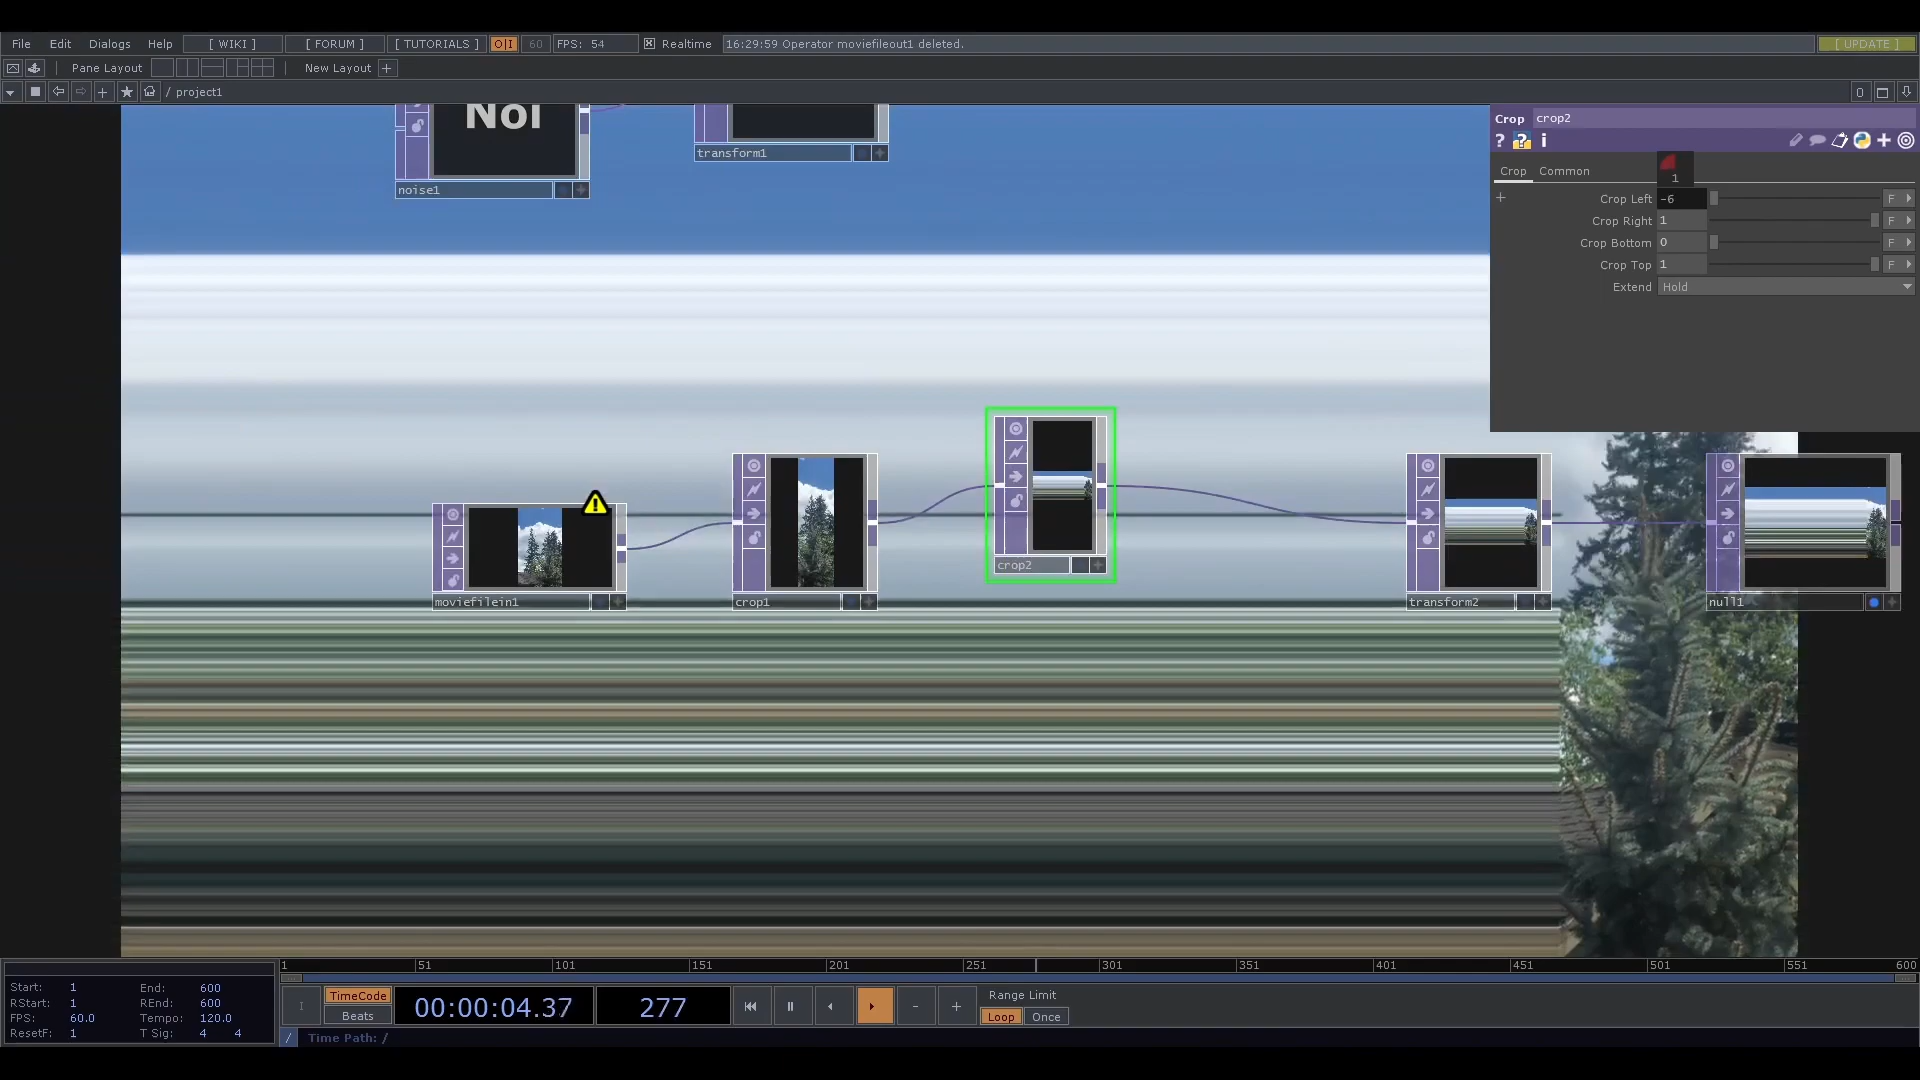 File Edit Dialogs Help [ WIKI ] [ FORUM ] [ TUTORIALS ] O|I 60 FPS: 54 Realtime 16:29:59 Operator moviefileout1 deleted. [ UPDATE ]
Pane Layout New Layout +
/ project1 0
Noi
noise1
transform1
Crop crop2
? ? i
Crop Common 1
Crop Left -6 F
Crop Right 1 F
Crop Bottom 0 F
Crop Top 1 F
Extend Hold
moviefilein1
crop1
crop2
transform2
null1
1 51 101 151 201 251 301 351 401 451 501 551 600
Start: 1 End: 600
RStart: 1 REnd: 600
FPS: 60.0 Tempo: 120.0
ResetF: 1 T Sig: 4 4
TimeCode
Beats
00:00:04.37
277
- +
Range Limit
Loop Once
/ Time Path: /